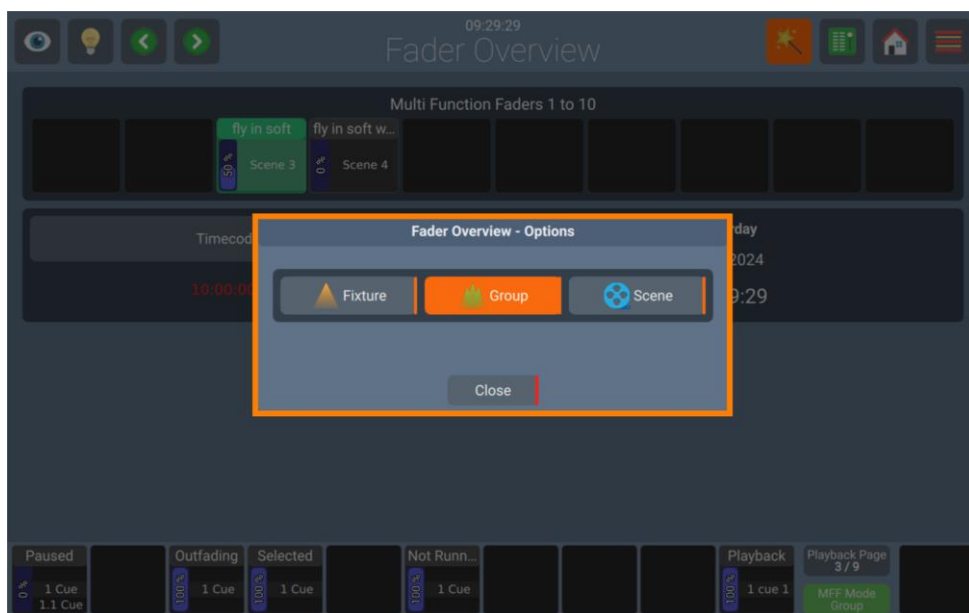 09:29:29
Fader Overview
Multi Function Faders 1 to 10
fly in soft
50 %
Scene 3
fly in soft w...
0 %
Scene 4
Timecod
10:00:00
day
2024
9:29
Fader Overview - Options
Fixture
Group
Scene
Close
Paused
0 %
1 Cue
1.1 Cue
Outfading
100 %
1 Cue
Selected
100 %
1 Cue
Not Runn...
100 %
1 Cue
Playback
100 %
1 cue 1
Playback Page
3 / 9
MFF Mode
Group